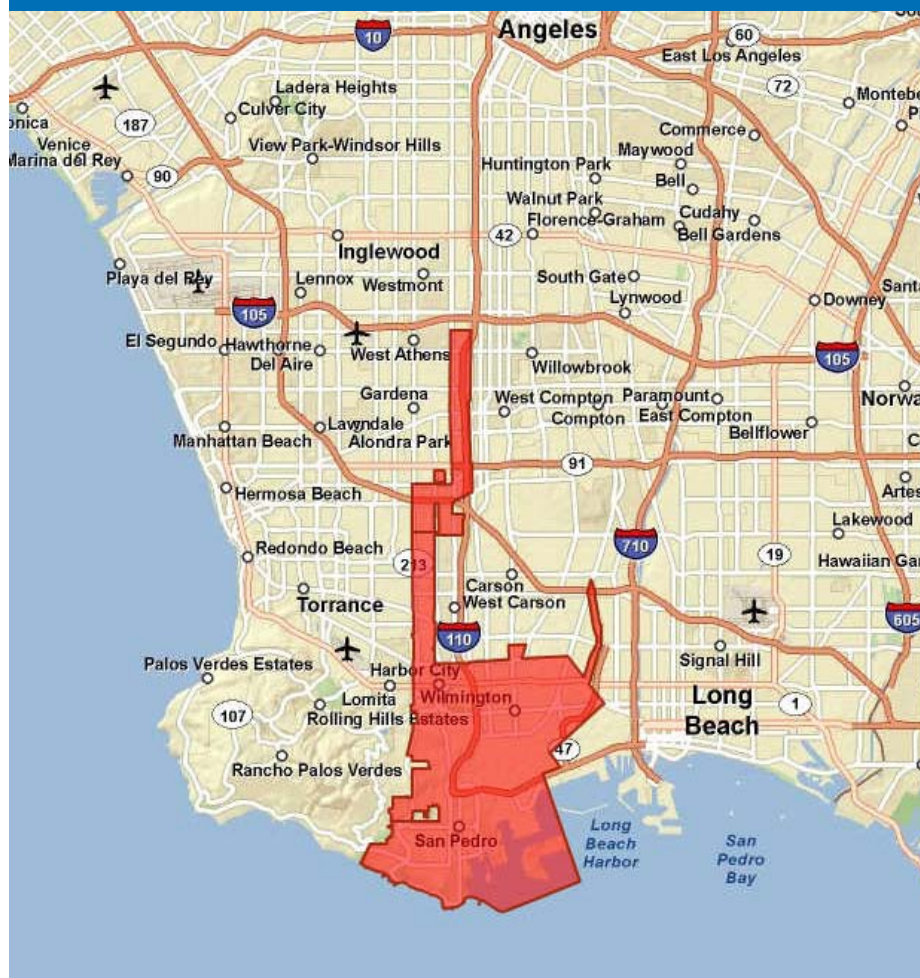 Angeles
10
60
East Los Angeles
72
Ladera Heights
Culver City
187
Venice
Marina del Rey
90
View Park-Windsor Hills
Commerce
Maywood
Huntington Park
Bell
Walnut Park
Cudahy
Florence-Graham
Bell Gardens
42
Inglewood
Playa del Rey
Lennox
Westmont
South Gate
Lynwood
Downey
105
El Segundo
Hawthorne
Del Aire
West Athens
Willowbrook
105
Gardena
West Compton
Compton
Paramount
East Compton
Bellflower
Manhattan Beach
Lawndale
Alondra Park
91
Hermosa Beach
Lakewood
710
Redondo Beach
213
19
Carson
West Carson
Torrance
110
605
Signal Hill
Palos Verdes Estates
Harbor City
Lomita
Wilmington
Long
Beach
1
107
Rolling Hills Estates
47
Rancho Palos Verdes
San Pedro
Long
Beach
Harbor
San
Pedro
Bay